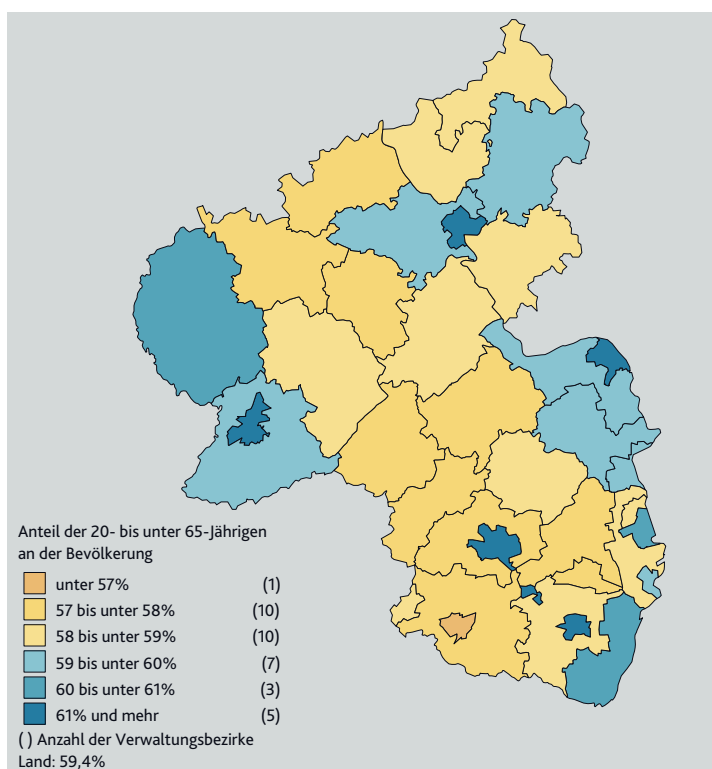 Anteil der 20- bis unter 65-Jährigen
an der Bevölkerung
unter 57% (1)
57 bis unter 58% (10)
58 bis unter 59% (10)
59 bis unter 60% (7)
60 bis unter 61% (3)
61% und mehr (5)
( ) Anzahl der Verwaltungsbezirke
Land: 59,4%